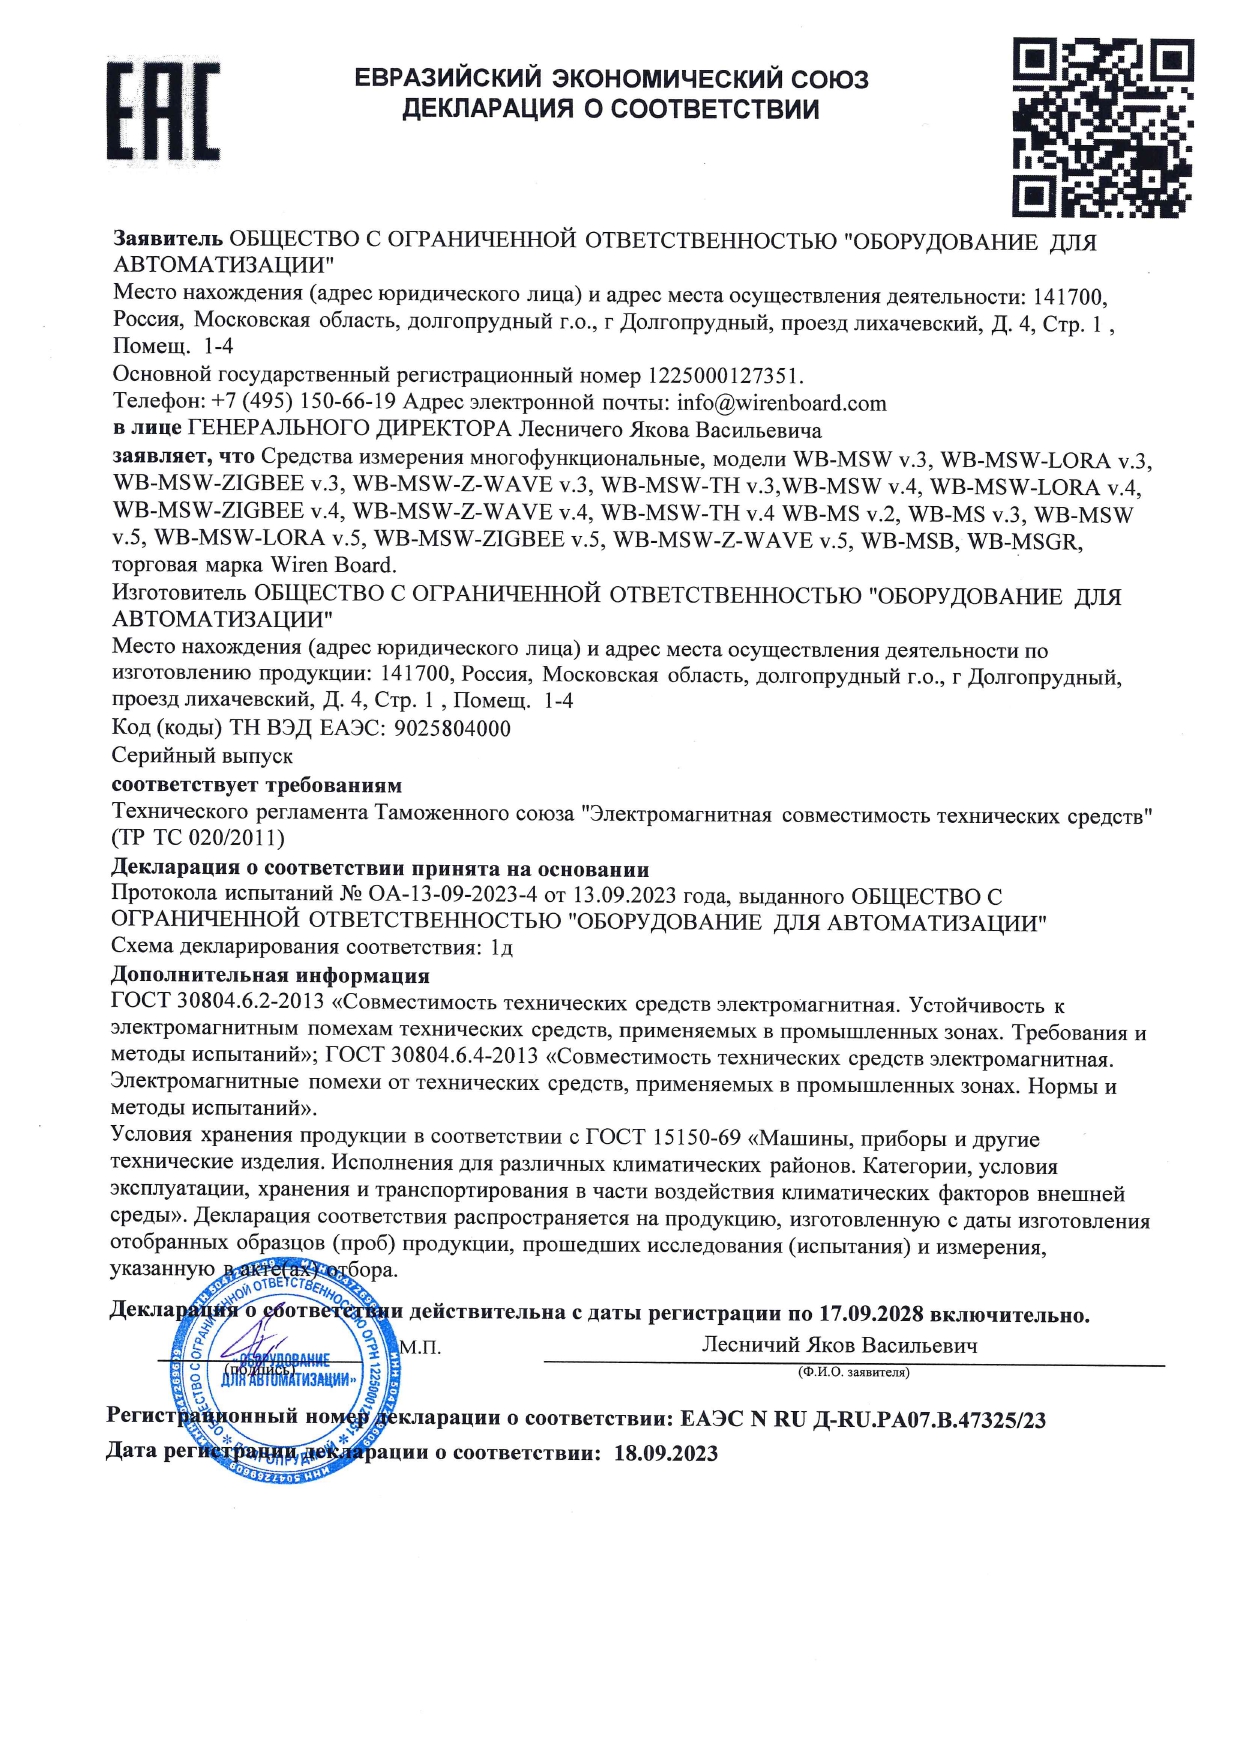 ЕАС
ЕВРАЗИЙСКИЙ ЭКОНОМИЧЕСКИЙ СОЮЗ
ДЕКЛАРАЦИЯ О СООТВЕТСТВИИ
Заявитель ОБЩЕСТВО С ОГРАНИЧЕННОЙ ОТВЕТСТВЕННОСТЬЮ "ОБОРУДОВАНИЕ ДЛЯ
АВТОМАТИЗАЦИИ"
Место нахождения (адрес юридического лица) и адрес места осуществления деятельности: 141700,
Россия, Московская область, долгопрудный г.о., г Долгопрудный, проезд лихачевский, Д. 4, Стр. 1 ,
Помещ. 1-4
Основной государственный регистрационный номер 1225000127351.
Телефон: +7 (495) 150-66-19 Адрес электронной почты: info@wirenboard.com
в лице ГЕНЕРАЛЬНОГО ДИРЕКТОРА Лесничего Якова Васильевича
заявляет, что Средства измерения многофункциональные, модели WB-MSW v.3, WB-MSW-LORA v.3,
WB-MSW-ZIGBEE v.3, WB-MSW-Z-WAVE v.3, WB-MSW-TH v.3,WB-MSW v.4, WB-MSW-LORA v.4,
WB-MSW-ZIGBEE v.4, WB-MSW-Z-WAVE v.4, WB-MSW-TH v.4 WB-MS v.2, WB-MS v.3, WB-MSW
v.5, WB-MSW-LORA v.5, WB-MSW-ZIGBEE v.5, WB-MSW-Z-WAVE v.5, WB-MSB, WB-MSGR,
торговая марка Wiren Board.
Изготовитель ОБЩЕСТВО С ОГРАНИЧЕННОЙ ОТВЕТСТВЕННОСТЬЮ "ОБОРУДОВАНИЕ ДЛЯ
АВТОМАТИЗАЦИИ"
Место нахождения (адрес юридического лица) и адрес места осуществления деятельности по
изготовлению продукции: 141700, Россия, Московская область, долгопрудный г.о., г Долгопрудный,
проезд лихачевский, Д. 4, Стр. 1 , Помещ. 1-4
Код (коды) ТН ВЭД ЕАЭС: 9025804000
Серийный выпуск
соответствует требованиям
Технического регламента Таможенного союза "Электромагнитная совместимость технических средств"
(ТР ТС 020/2011)
Декларация о соответствии принята на основании
Протокола испытаний № ОА-13-09-2023-4 от 13.09.2023 года, выданного ОБЩЕСТВО С
ОГРАНИЧЕННОЙ ОТВЕТСТВЕННОСТЬЮ "ОБОРУДОВАНИЕ ДЛЯ АВТОМАТИЗАЦИИ"
Схема декларирования соответствия: 1д
Дополнительная информация
ГОСТ 30804.6.2-2013 «Совместимость технических средств электромагнитная. Устойчивость к
электромагнитным помехам технических средств, применяемых в промышленных зонах. Требования и
методы испытаний»; ГОСТ 30804.6.4-2013 «Совместимость технических средств электромагнитная.
Электромагнитные помехи от технических средств, применяемых в промышленных зонах. Нормы и
методы испытаний».
Условия хранения продукции в соответствии с ГОСТ 15150-69 «Машины, приборы и другие
технические изделия. Исполнения для различных климатических районов. Категории, условия
эксплуатации, хранения и транспортирования в части воздействия климатических факторов внешней
среды». Декларация соответствия распространяется на продукцию, изготовленную с даты изготовления
отобранных образцов (проб) продукции, прошедших исследования (испытания) и измерения,
указанную в акте(ах) отбора.
Декларация о соответствии действительна с даты регистрации по 17.09.2028 включительно.
М.П.
Лесничий Яков Васильевич
(подпись)
(Ф.И.О. заявителя)
ОБЩЕСТВО С ОГРАНИЧЕННОЙ ОТВЕТСТВЕННОСТЬЮ ОГРН 1225000127351
* ДОЛГОПРУДНЫЙ *
ИНН 5047269609
«ОБОРУДОВАНИЕ
ДЛЯ АВТОМАТИЗАЦИИ»
Регистрационный номер декларации о соответствии: ЕАЭС N RU Д-RU.РА07.В.47325/23
Дата регистрации декларации о соответствии: 18.09.2023